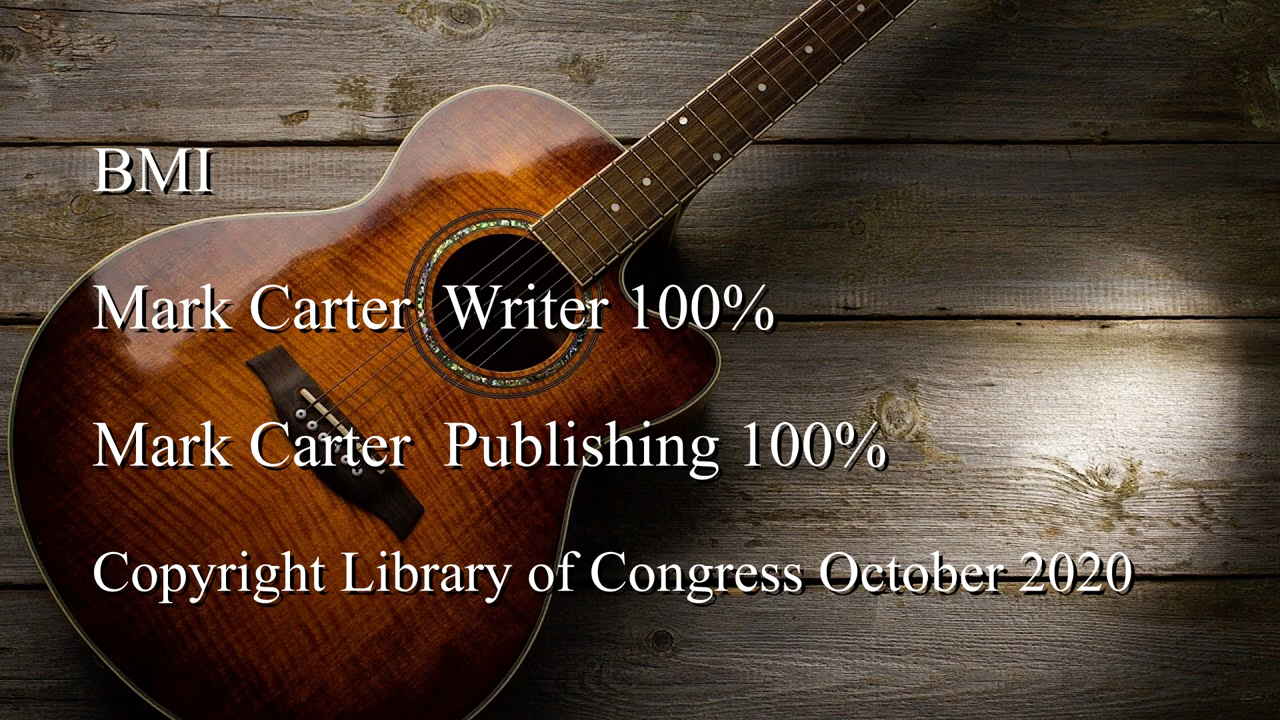 BMI
Mark Carter  Writer 100%
Mark Carter  Publishing 100%
Copyright Library of Congress October 2020